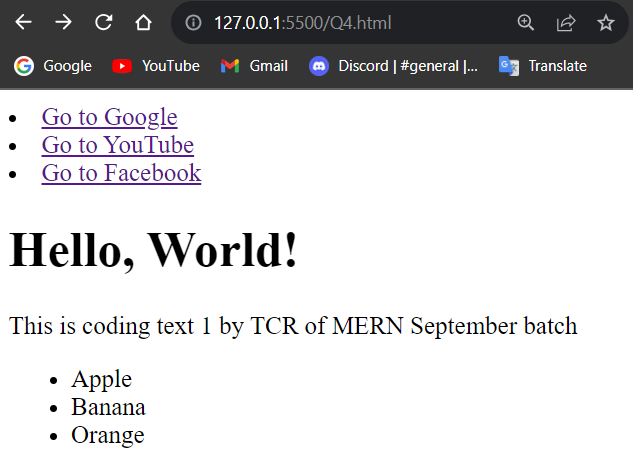 127.0.0.1:5500/Q4.html
Google YouTube Gmail Discord | #general |... Translate
Go to Google
Go to YouTube
Go to Facebook
Hello, World!
This is coding text 1 by TCR of MERN September batch
Apple
Banana
Orange